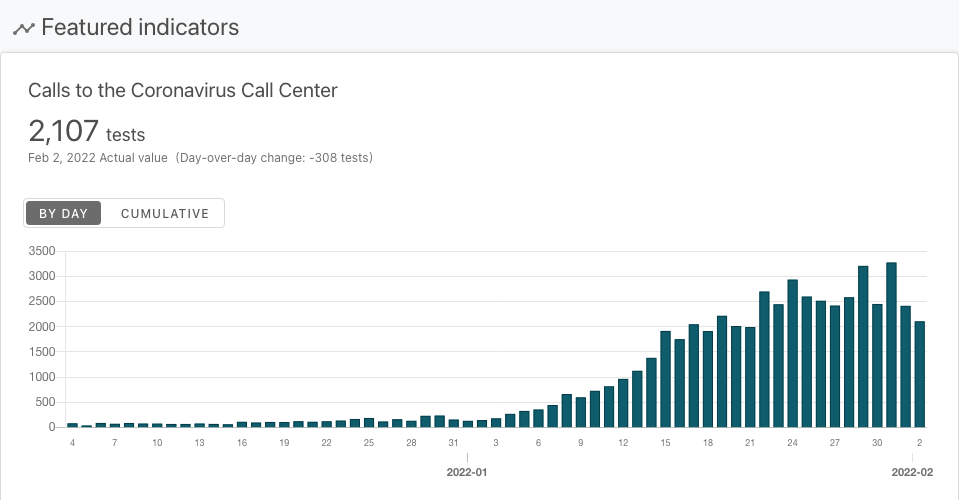 Featured indicators
Calls to the Coronavirus Call Center
2,107 tests
Feb 2, 2022 Actual value (Day-over-day change: -308 tests)
BY DAY CUMULATIVE
3500
3000
2500
2000
1500
1000
500
0
4 7 10 13 16 19 22 25 28 31 3 6 9 12 15 18 21 24 27 30 2
2022-01 2022-02